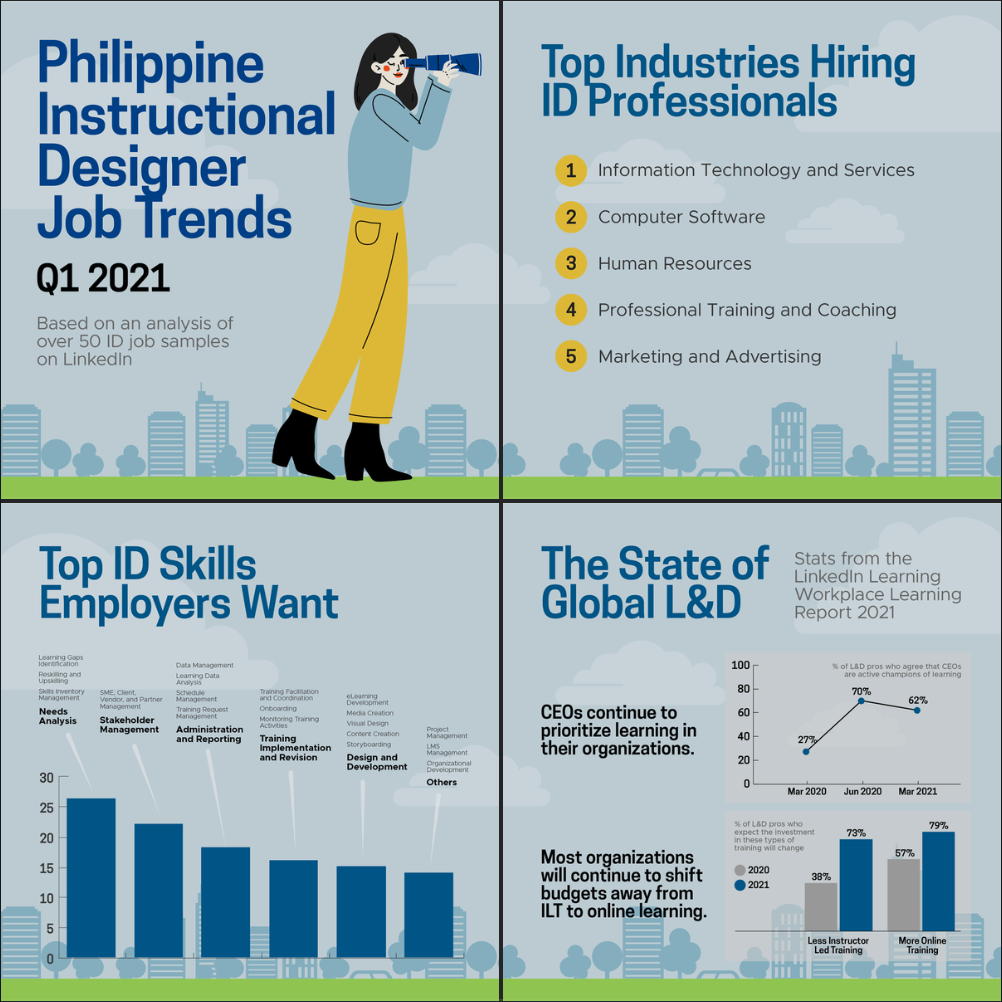 Philippine
Instructional
Designer
Job Trends
Q1 2021
Based on an analysis of
over 50 ID job samples
on LinkedIn
Top Industries Hiring
ID Professionals
1 Information Technology and Services
2 Computer Software
3 Human Resources
4 Professional Training and Coaching
5 Marketing and Advertising
Top ID Skills
Employers Want
Learning Gaps
Identification
Reskilling and
Upskilling
Skills Inventory
Management
Needs
Analysis
SME, Client,
Vendor, and Partner
Management
Stakeholder
Management
Data Management
Learning Data
Analysis
Schedule
Management
Training Request
Management
Administration
and Reporting
Training Facilitation
and Coordination
Onboarding
Monitoring Training
Activities
Training
Implementation
and Revision
eLearning
Development
Media Creation
Visual Design
Content Creation
Storyboarding
Design and
Development
Project
Management
LMS
Management
Organizational
Development
Others
30
25
20
15
10
5
0
The State of
Global L&D
Stats from the
LinkedIn Learning
Workplace Learning
Report 2021
CEOs continue to
prioritize learning in
their organizations.
% of L&D pros who agree that CEOs
are active champions of learning
100
80
60
40
20
0
27%
70%
62%
Mar 2020 Jun 2020 Mar 2021
Most organizations
will continue to shift
budgets away from
ILT to online learning.
% of L&D pros who
expect the investment
in these types of
training will change
2020
2021
38%
73%
57%
79%
Less Instructor
Led Training
More Online
Training